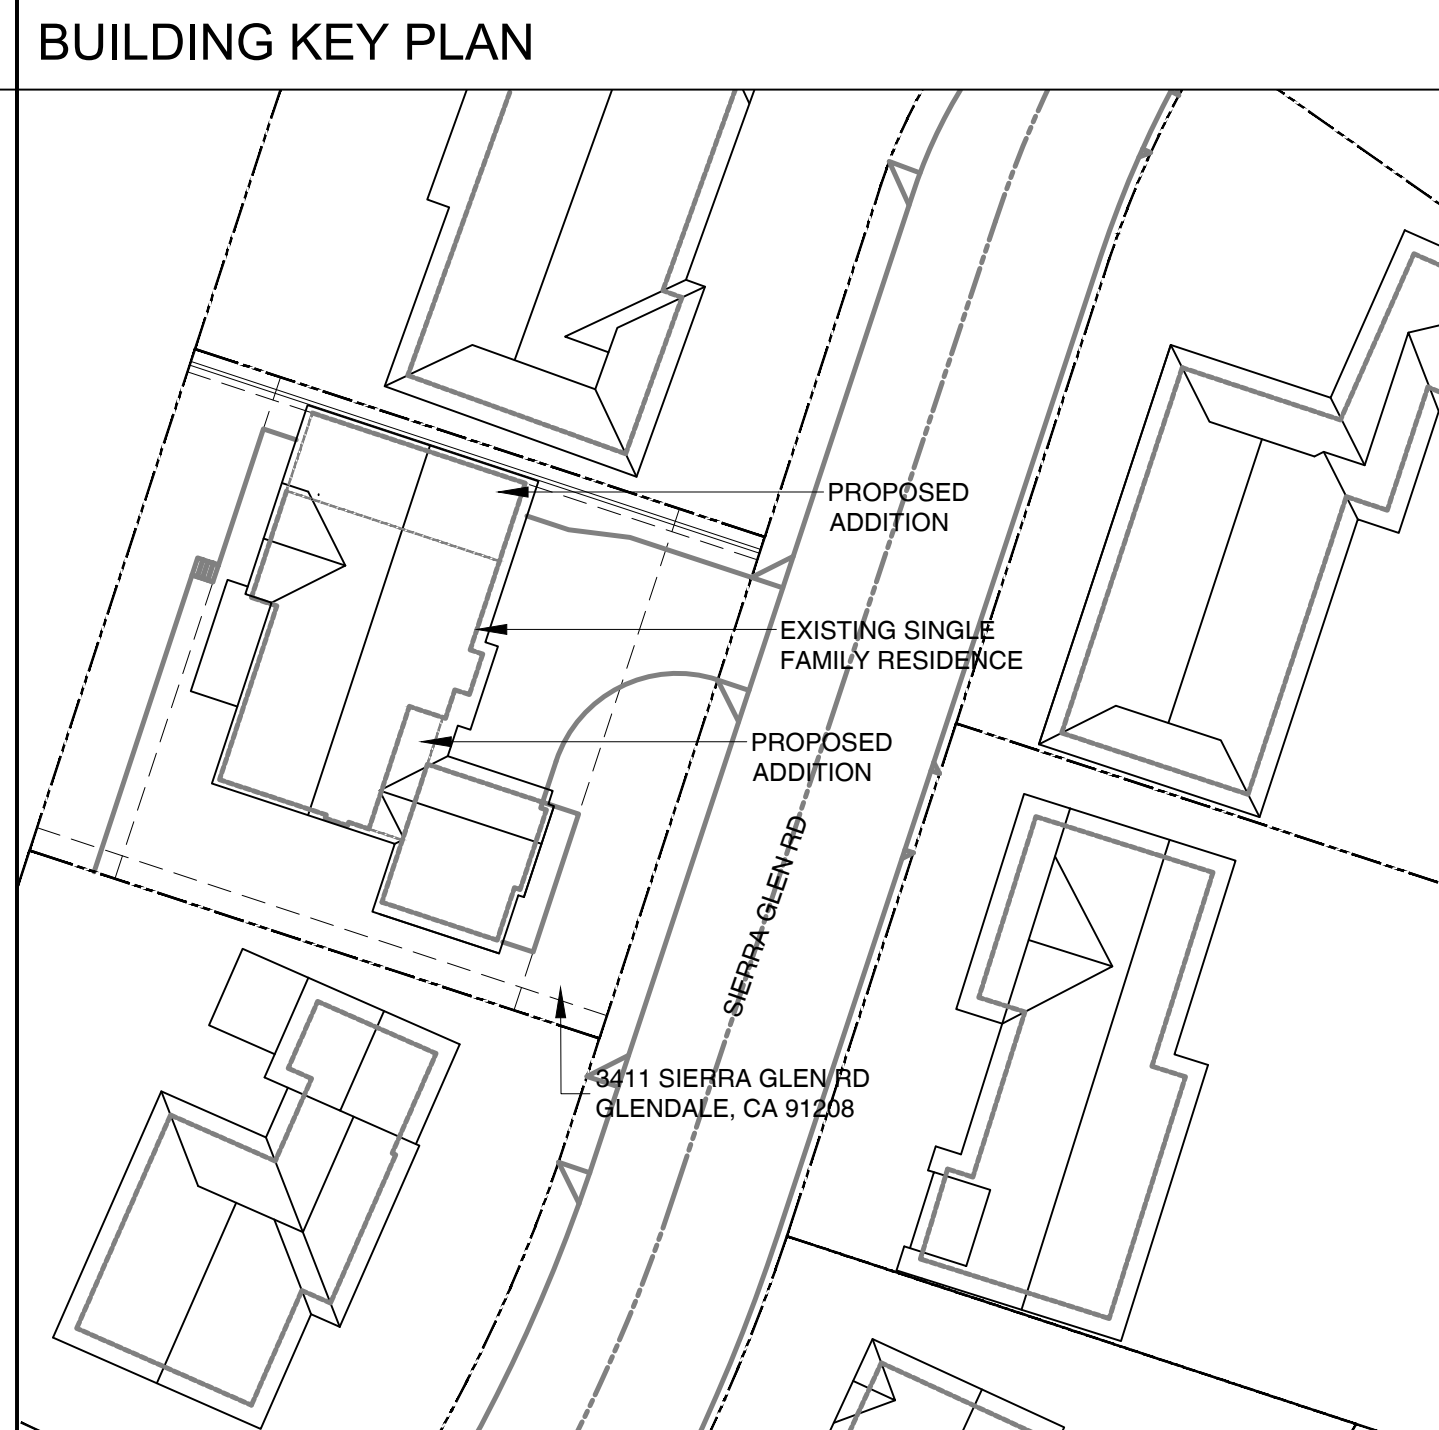 BUILDING KEY PLAN
PROPOSED
ADDITION
EXISTING SINGLE
FAMILY RESIDENCE
PROPOSED
ADDITION
SIERRA GLEN RD
3411 SIERRA GLEN RD
GLENDALE, CA 91208